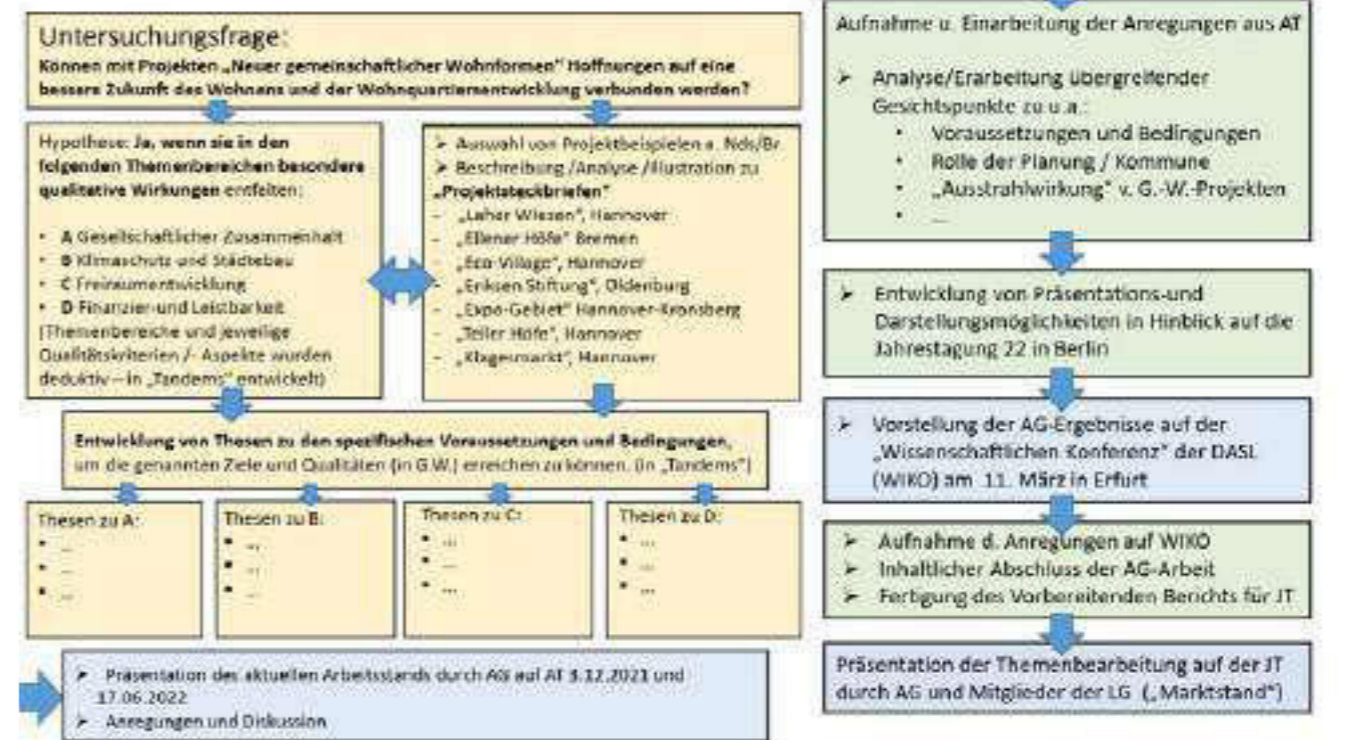 Untersuchungsfrage:
Können mit Projekten „Neuer gemeinschaftlicher Wohnformen“ Hoffnungen auf eine
bessere Zukunft des Wohnens und der Wohnquartiersentwicklung verbunden werden?
Hypothese: Ja, wenn sie in den
folgenden Themenbereichen besondere
qualitative Wirkungen entfalten:
• A Gesellschaftlicher Zusammenhalt
• B Klimaschutz und Städtebau
• C Freiraumentwicklung
• D Finanzier-und Leistbarkeit
(Themenbereiche und jeweilige
Qualitätskriterien /- Aspekte wurden
deduktiv – in „Tandems“ entwickelt)
➢ Auswahl von Projektbeispielen a. Nds/Br.
➢ Beschreibung /Analyse /Illustration zu
„Projektsteckbriefen“
- „Laher Wiesen“, Hannover
- „Ellener Höfe“ Bremen
- „Eco-Village“, Hannover
- „Eriksen Stiftung“, Oldenburg
- „Expo-Gebiet“ Hannover-Kronsberg
- Höfe“, Hannover
- „Klagesmarkt“, Hannover
Entwicklung von Thesen zu den spezifischen Voraussetzungen und Bedingungen,
um die genannten Ziele und Qualitäten (in G.W.) erreichen zu können. (in „Tandems“)
Thesen zu A:
• ...
• ...
• ...
Thesen zu B:
• ...
• ...
• ...
Thesen zu C:
• ...
• ...
• ...
Thesen zu D:
• ...
• ...
• ...
➢ Präsentation des aktuellen Arbeitsstands durch AG auf AT 3.12.2021 und
17.06.2022
➢ Anregungen und Diskussion
Aufnahme u. Einarbeitung der Anregungen aus AT
➢ Analyse/Erarbeitung übergreifender
Gesichtspunkte zu u.a.:
• Voraussetzungen und Bedingungen
• Rolle der Planung / Kommune
• „Ausstrahlwirkung“ v. G.-W.-Projekten
• ...
➢ Entwicklung von Präsentations-und
Darstellungsmöglichkeiten in Hinblick auf die
Jahrestagung 22 in Berlin
➢ Vorstellung der AG-Ergebnisse auf der
„Wissenschaftlichen Konferenz“ der DASL
(WIKO) am 11. März in Erfurt
➢ Aufnahme d. Anregungen auf WIKO
➢ Inhaltlicher Abschluss der AG-Arbeit
➢ Fertigung des Vorbereitenden Berichts für JT
Präsentation der Themenbearbeitung auf der JT
durch AG und Mitglieder der LG („Marktstand“)